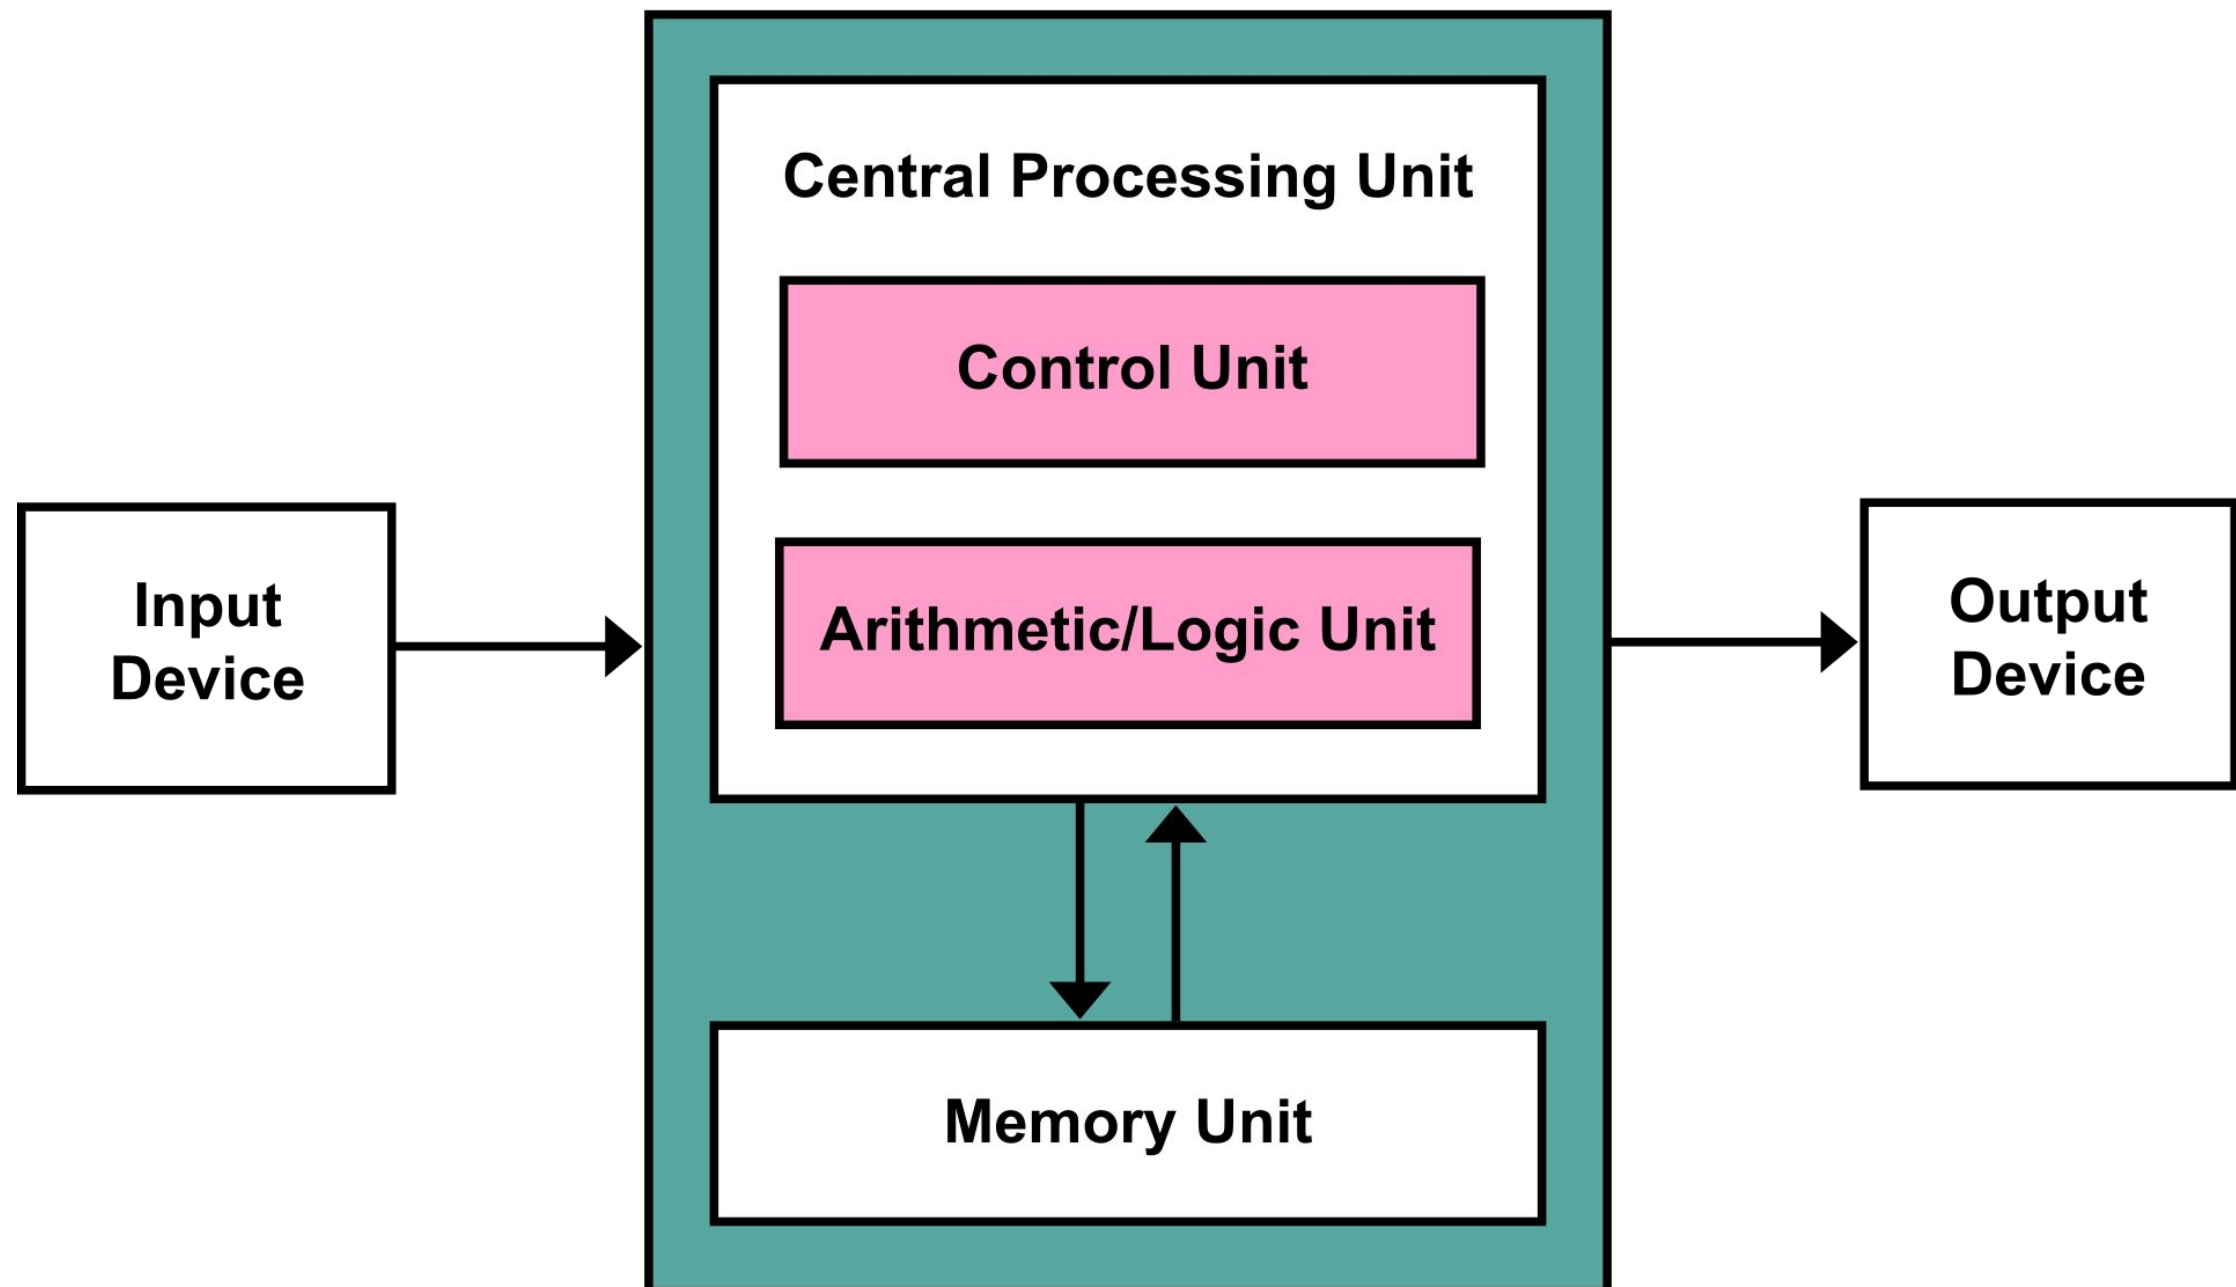 Central Processing Unit
Control Unit
Arithmetic/Logic Unit
Input
Device
Output
Device
Memory Unit